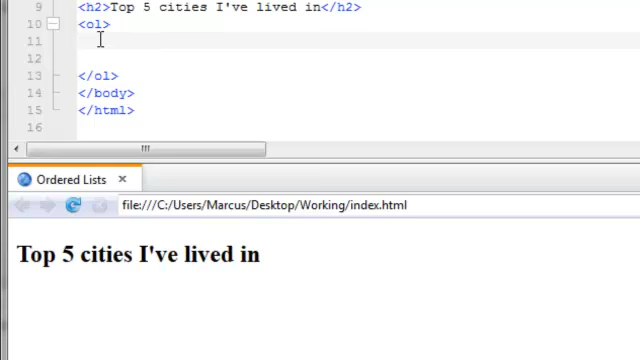 9 <h2>Top 5 cities I've lived in</h2>
10 <ol>
11
12
13 </ol>
14 </body>
15 </html>
16
Ordered Lists
file:///C:/Users/Marcus/Desktop/Working/index.html
Top 5 cities I've lived in